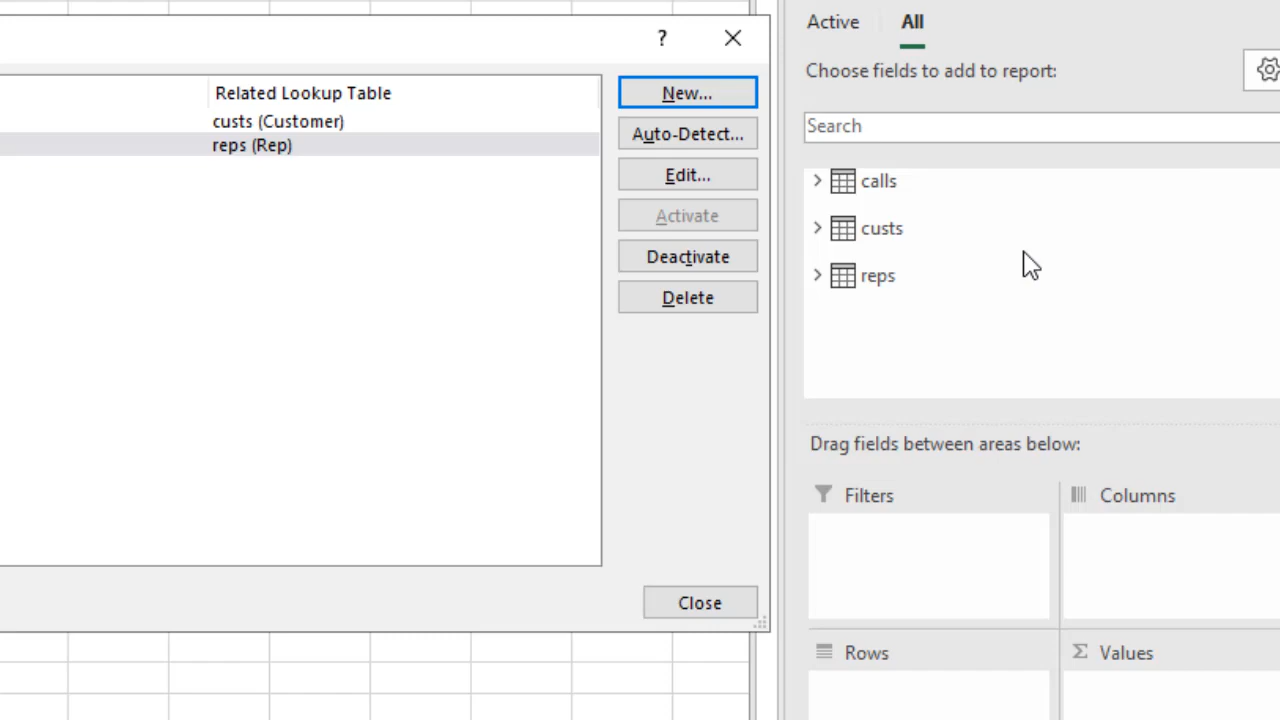 ?
Related Lookup Table
custs (Customer)
reps (Rep)
New...
Auto-Detect...
Edit...
Activate
Deactivate
Delete
Close
Active
All
Choose fields to add to report:
Search
calls
custs
reps
Drag fields between areas below:
Filters
Columns
Rows
Σ Values